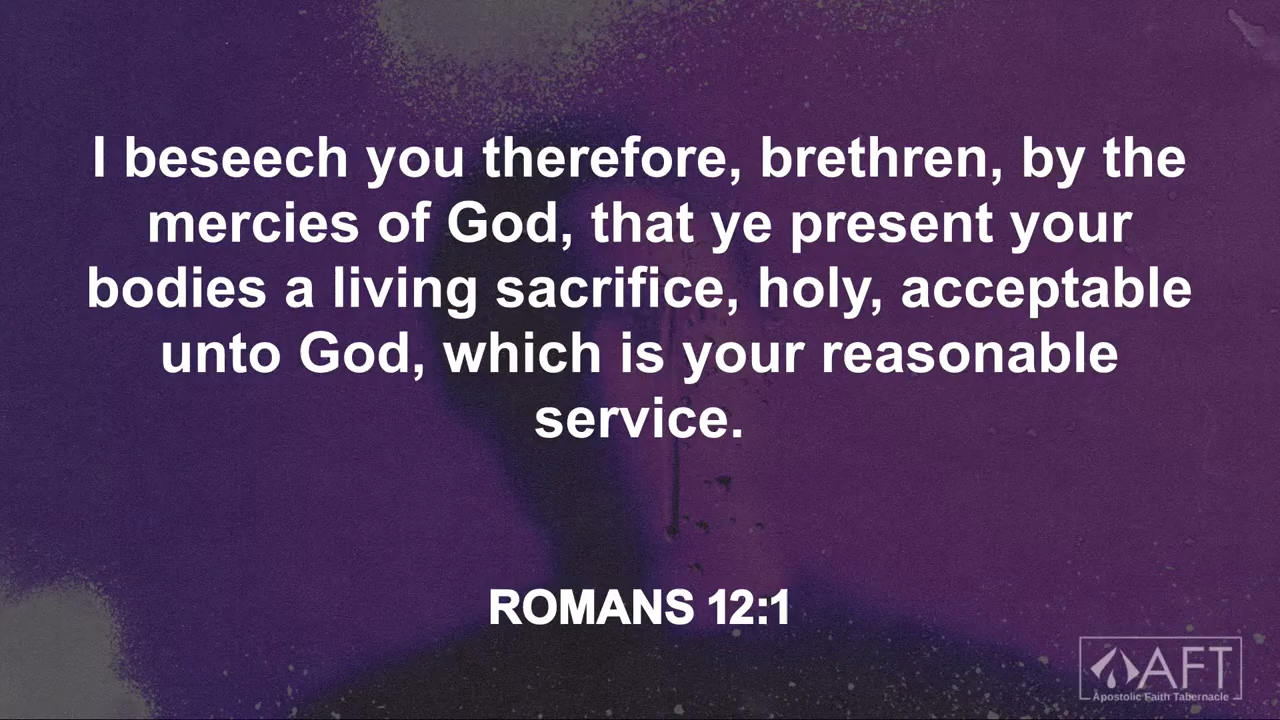 I beseech you therefore, brethren, by the
mercies of God, that ye present your
bodies a living sacrifice, holy, acceptable
unto God, which is your reasonable
service.
ROMANS 12:1
AFT
Apostolic Faith Tabernacle